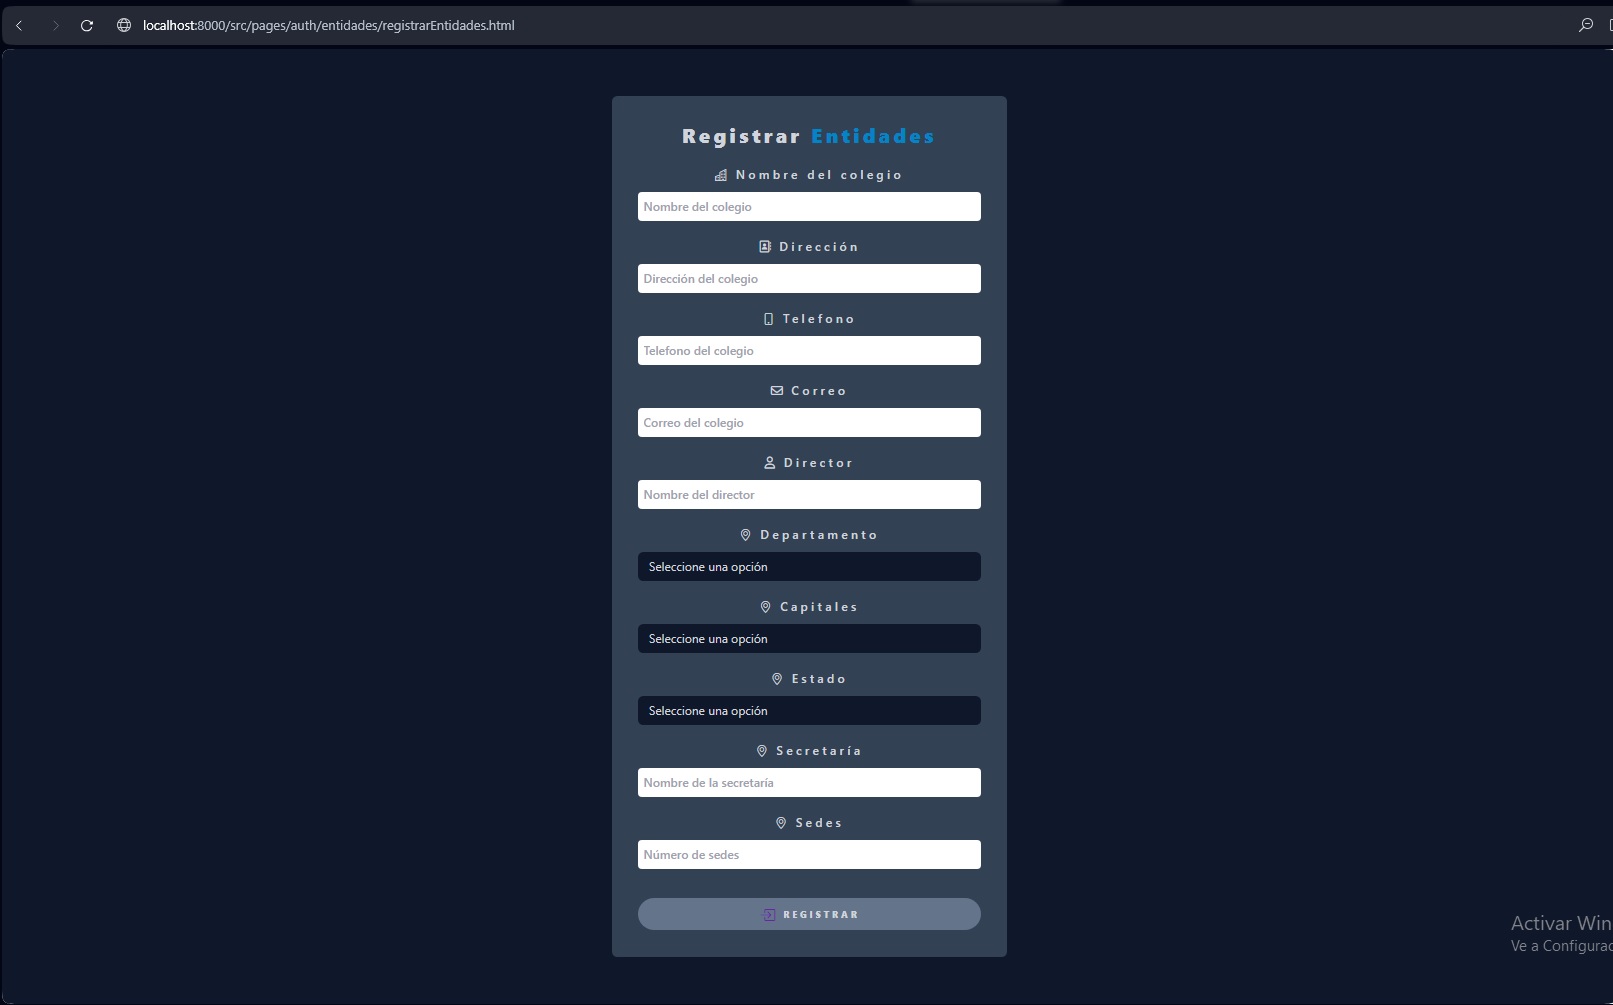 localhost:8000/src/pages/auth/entidades/registrarEntidades.html
Registrar Entidades
Nombre del colegio
Nombre del colegio
Dirección
Dirección del colegio
Telefono
Telefono del colegio
Correo
Correo del colegio
Director
Nombre del director
Departamento
Seleccione una opción
Capitales
Seleccione una opción
Estado
Seleccione una opción
Secretaría
Nombre de la secretaría
Sedes
Número de sedes
REGISTRAR
Activar Win
Ve a Configurac